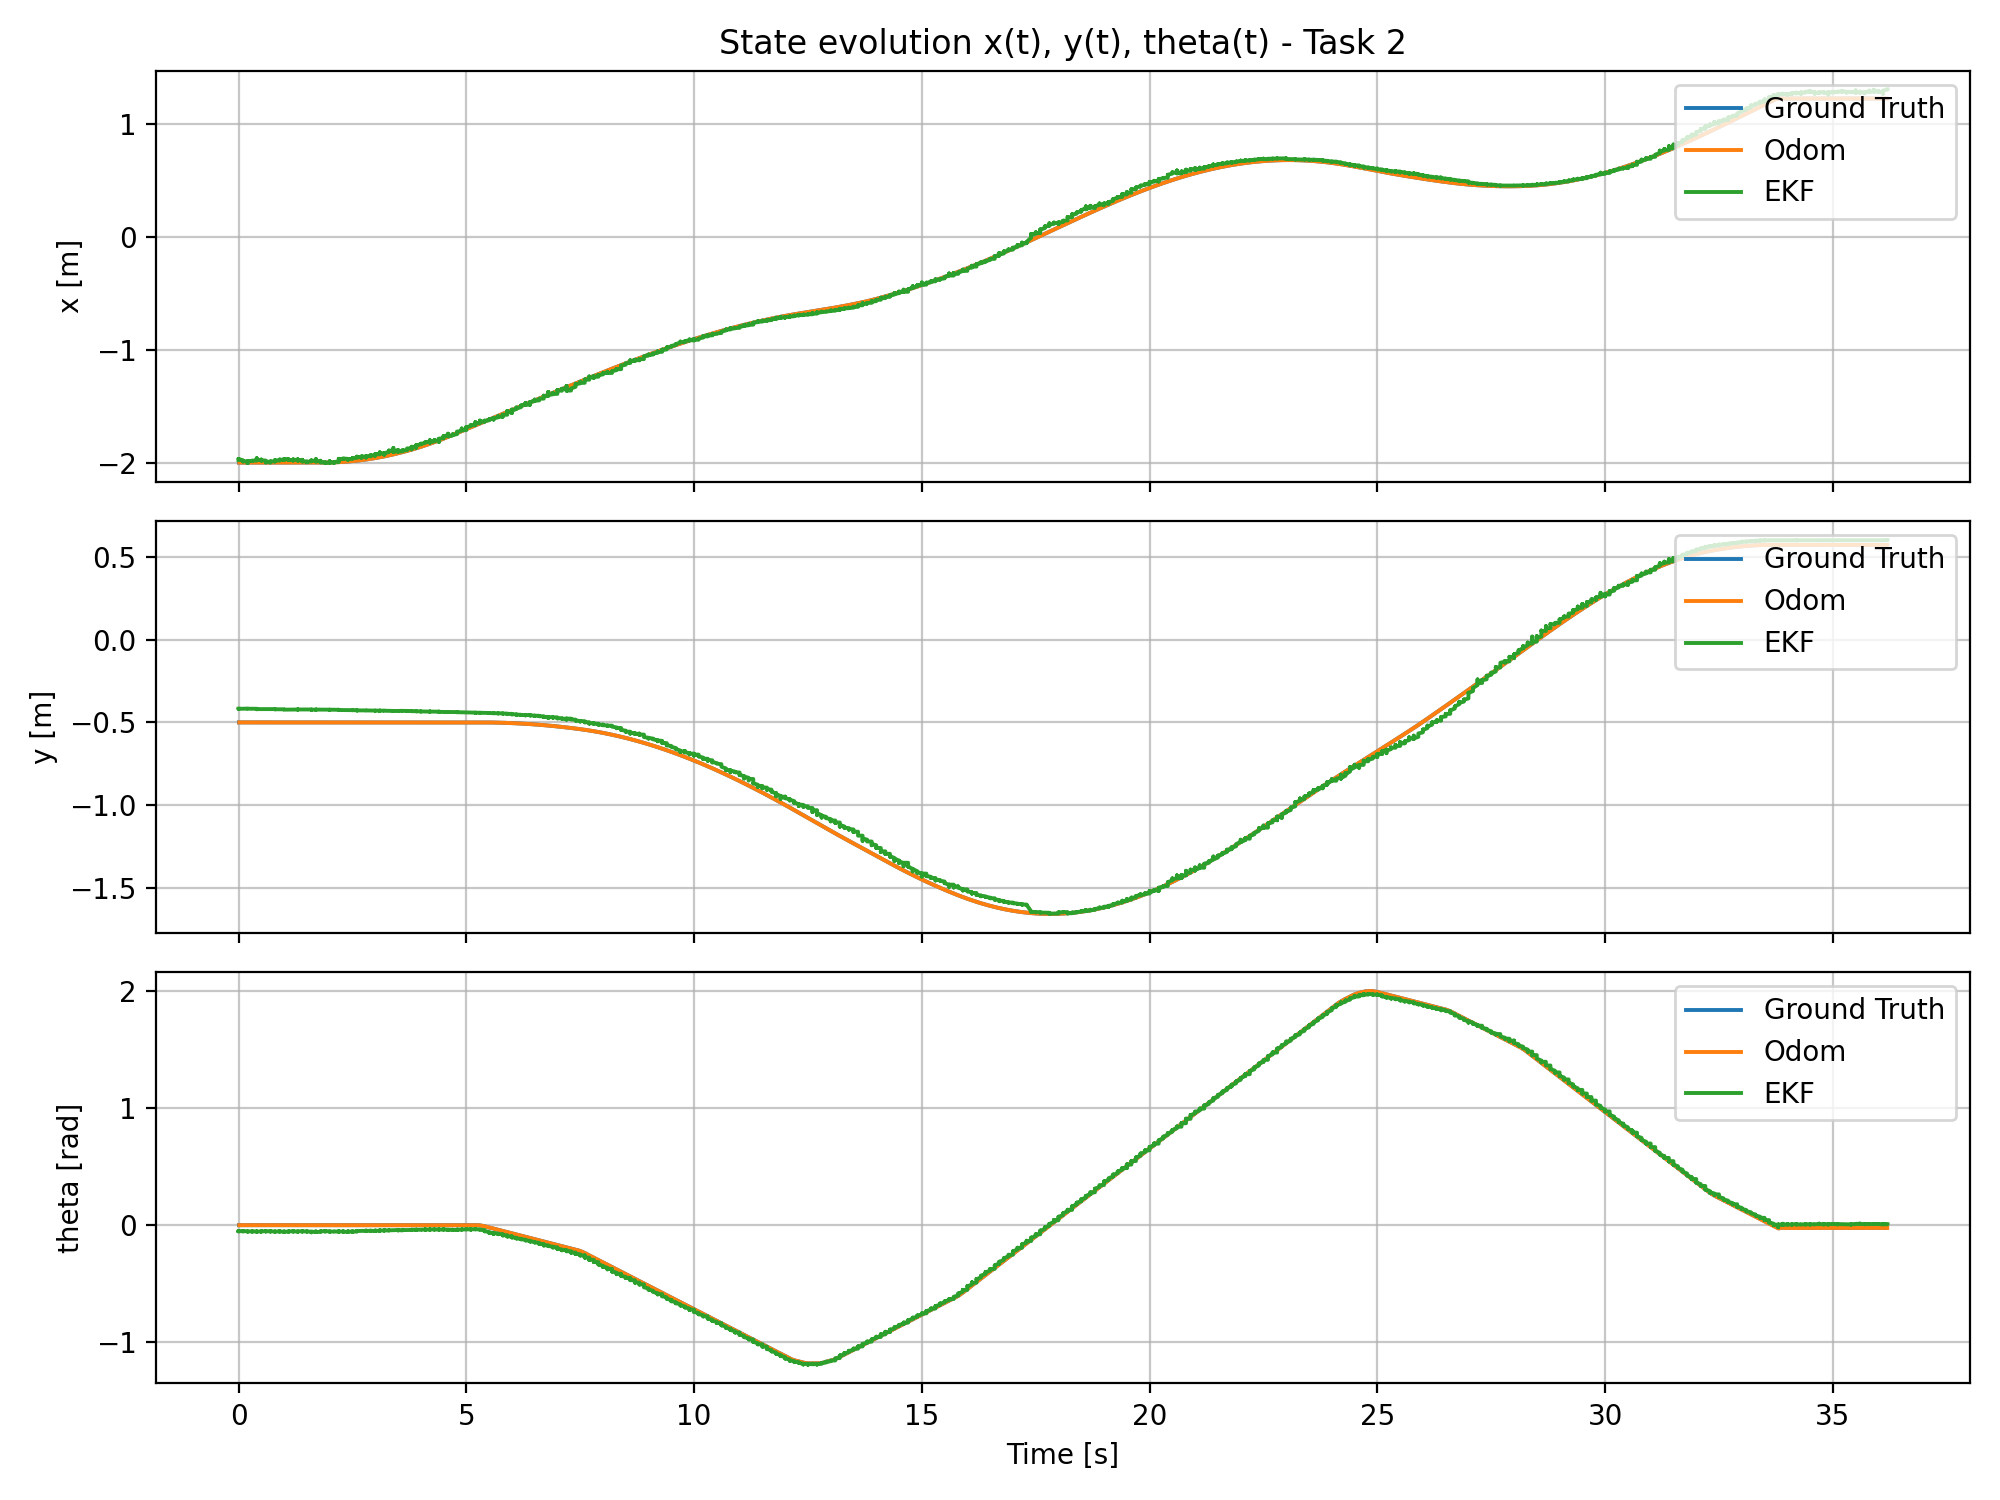 State evolution x(t), y(t), theta(t) - Task 2
x [m]
1
0
−1
−2
Ground Truth
Odom
EKF
y [m]
0.5
0.0
−0.5
−1.0
−1.5
Ground Truth
Odom
EKF
theta [rad]
2
1
0
−1
Ground Truth
Odom
EKF
0 5 10 15 20 25 30 35
Time [s]